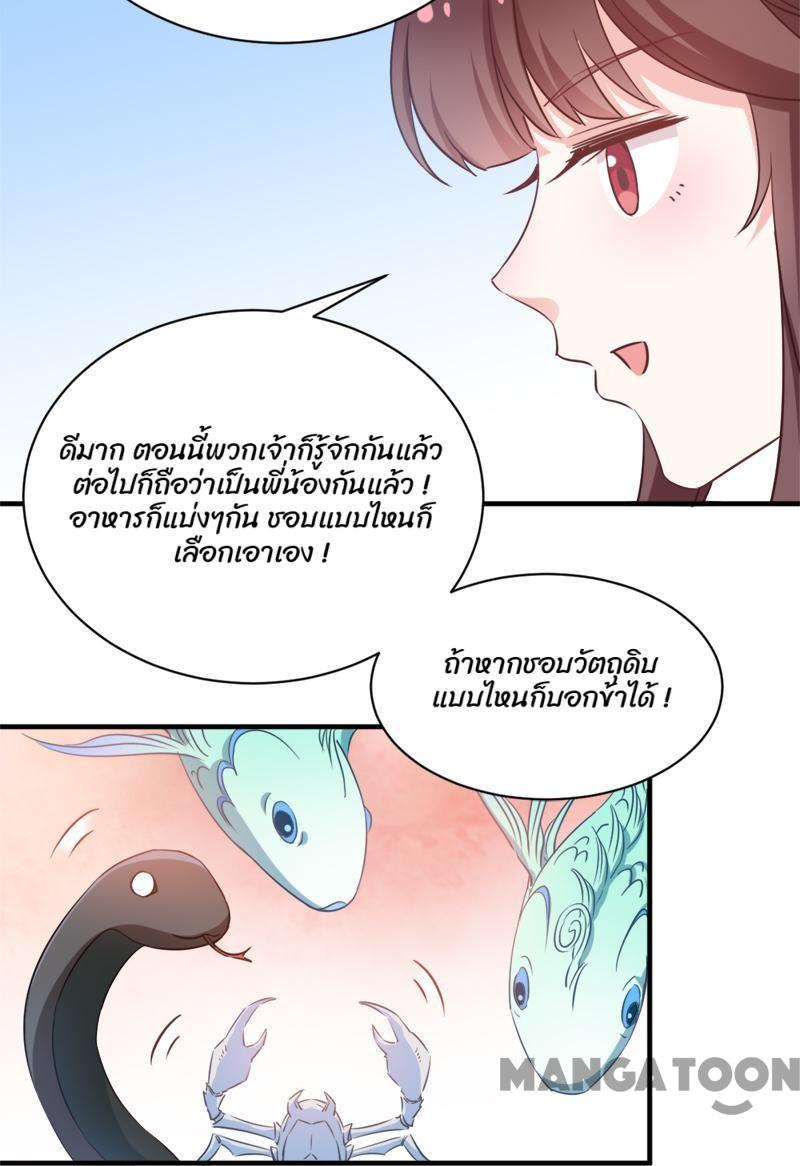 ดีมาก ตอนนี้พวกเจ้าก็รู้จักกันแล้ว
ต่อไปก็ถือว่าเป็นพี่น้องกันแล้ว !
อาหารก็แบ่งๆกัน ชอบแบบไหนก็
เลือกเอาเอง !
ถ้าหากชอบวัตถุดิบ
แบบไหนก็บอกข้าได้ !
MANGATOON